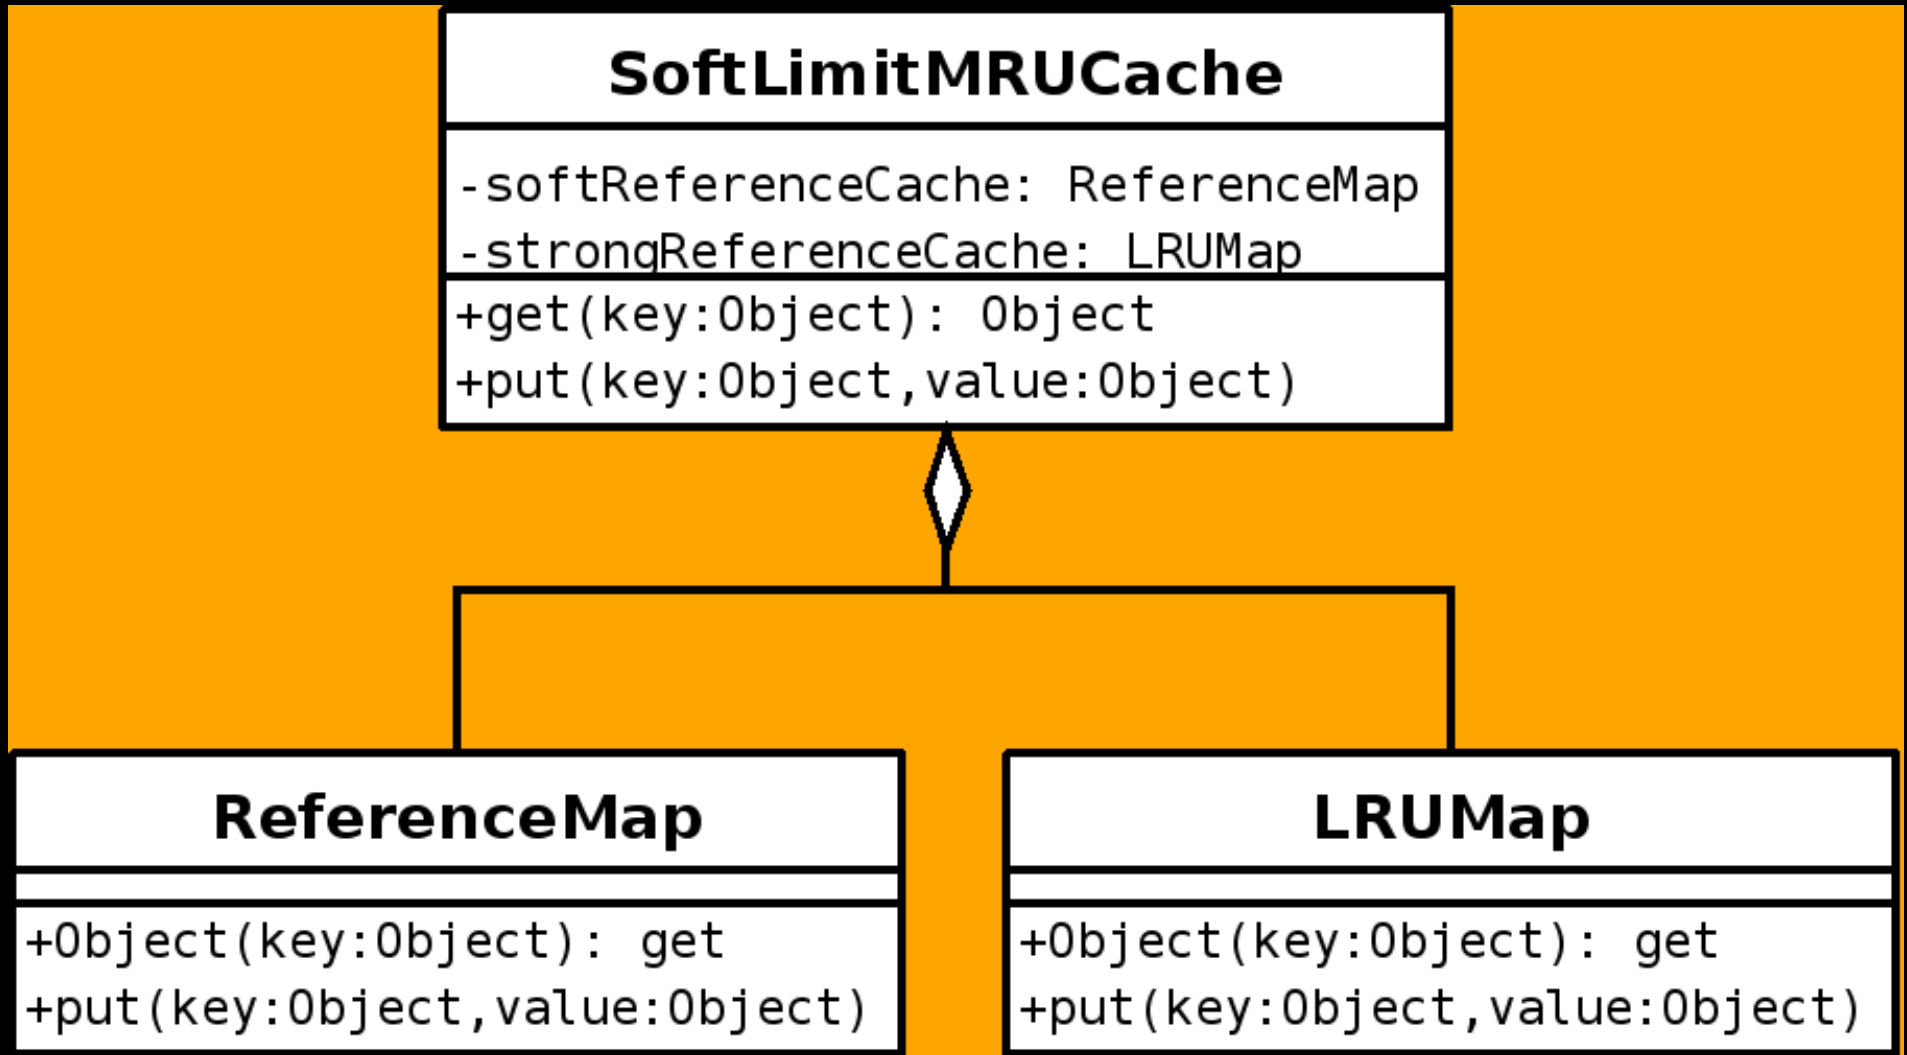 SoftLimitMRUCache
-softReferenceCache: ReferenceMap
-strongReferenceCache: LRUMap
+get(key:Object): Object
+put(key:Object,value:Object)
ReferenceMap
+Object(key:Object): get
+put(key:Object,value:Object)
LRUMap
+Object(key:Object): get
+put(key:Object,value:Object)